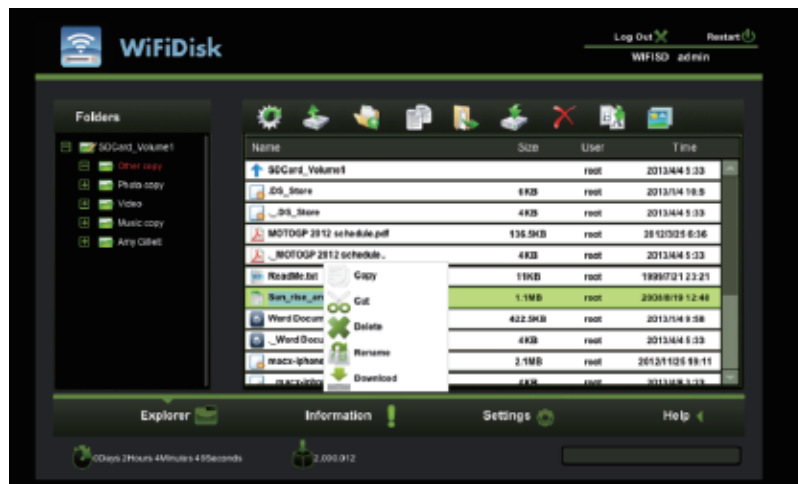 WiFiDisk
Log Out Restart
WIFISD admin
Folders
SDCard_Volume1
Other copy
Photo copy
Video
Music copy
Amy Gillett
Name Size User Time
SDCard_Volume1 root 2013/4/4 5:33
.DS_Store 6KB root 2013/1/4 10:5
._.DS_Store 4KB root 2013/4/4 5:33
MOTOGP 2012 schedule.pdf 136.5KB root 2012/3/25 6:36
._MOTOGP 2012 schedule.. 4KB root 2013/4/4 5:33
ReadMe.txt 11KB root 1999/7/21 23:21
Sun_rise_an 1.1MB root 2008/8/19 12:48
Word Docum 422.5KB root 2013/1/4 9:58
._Word Docu 4KB root 2013/4/4 5:33
macx-iphone 2.1MB root 2012/11/25 19:11
Copy
Cut
Delete
Rename
Download
Explorer Information Settings Help
0Days 2Hours 4Minutes 49Seconds 2.000.012